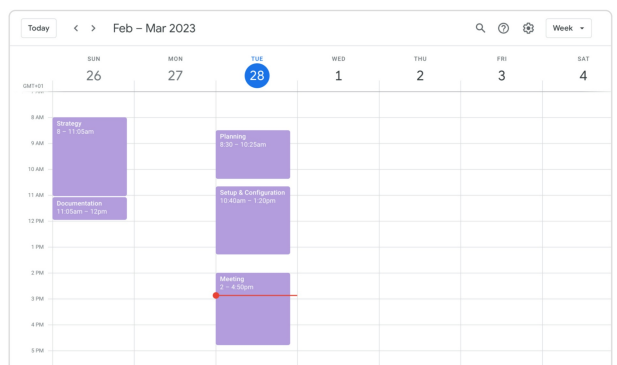 Today
Feb – Mar 2023
Week
SUN MON TUE WED THU FRI SAT
26 27 28 1 2 3 4
GMT+01
8 AM
Strategy
8 – 11:05am
9 AM
Planning
8:30 – 10:25am
10 AM
11 AM
Setup & Configuration
10:40am – 1:20pm
Documentation
11:05am – 12pm
12 PM
1 PM
2 PM
Meeting
2 – 4:50pm
3 PM
4 PM
5 PM